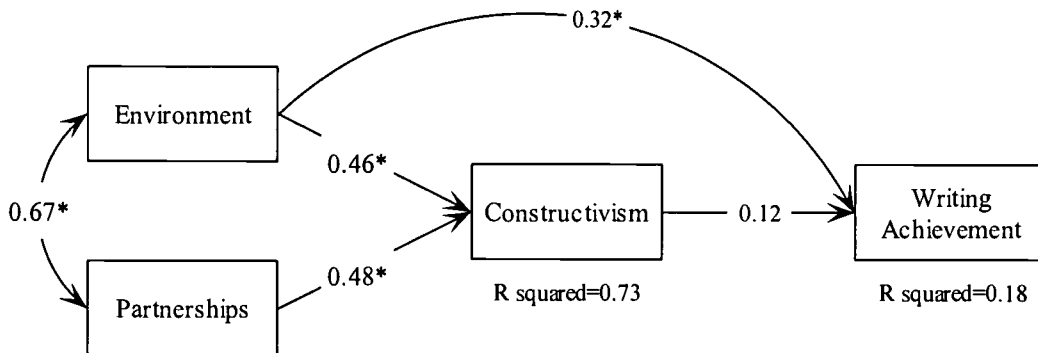 0.32*
Environment
0.46*
0.67*
Constructivism
0.12
Writing
Achievement
0.48*
Partnerships
R squared=0.73
R squared=0.18